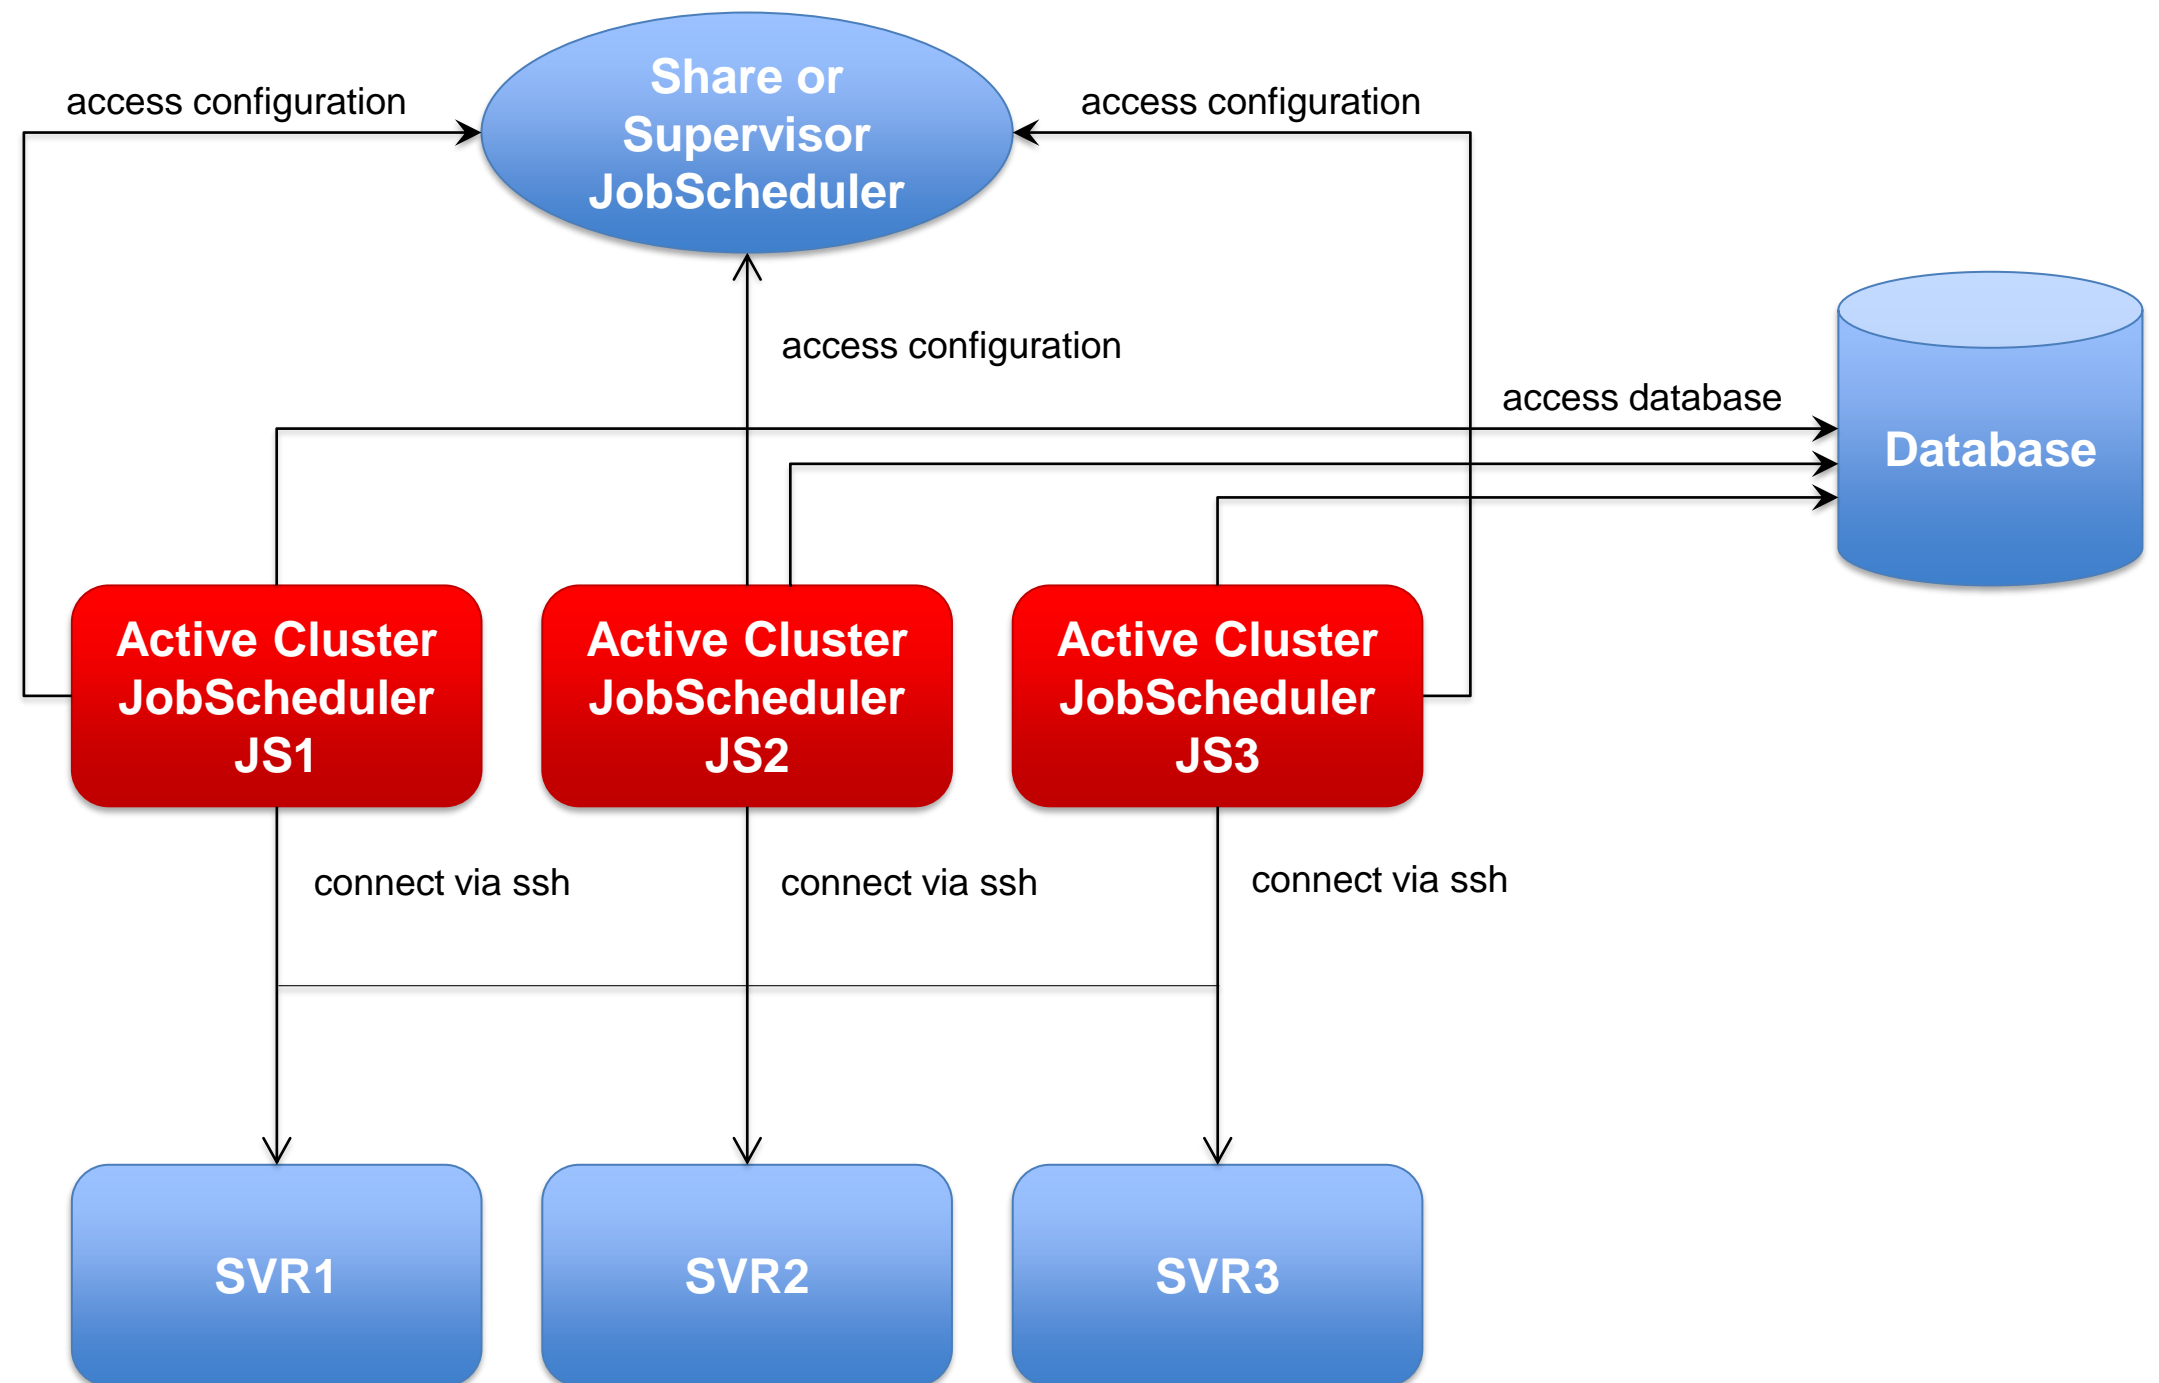 Share or
Supervisor
JobScheduler
access configuration
access configuration
access configuration
access database
Database
Active Cluster
JobScheduler
JS1
Active Cluster
JobScheduler
JS2
Active Cluster
JobScheduler
JS3
connect via ssh
connect via ssh
connect via ssh
SVR1
SVR2
SVR3